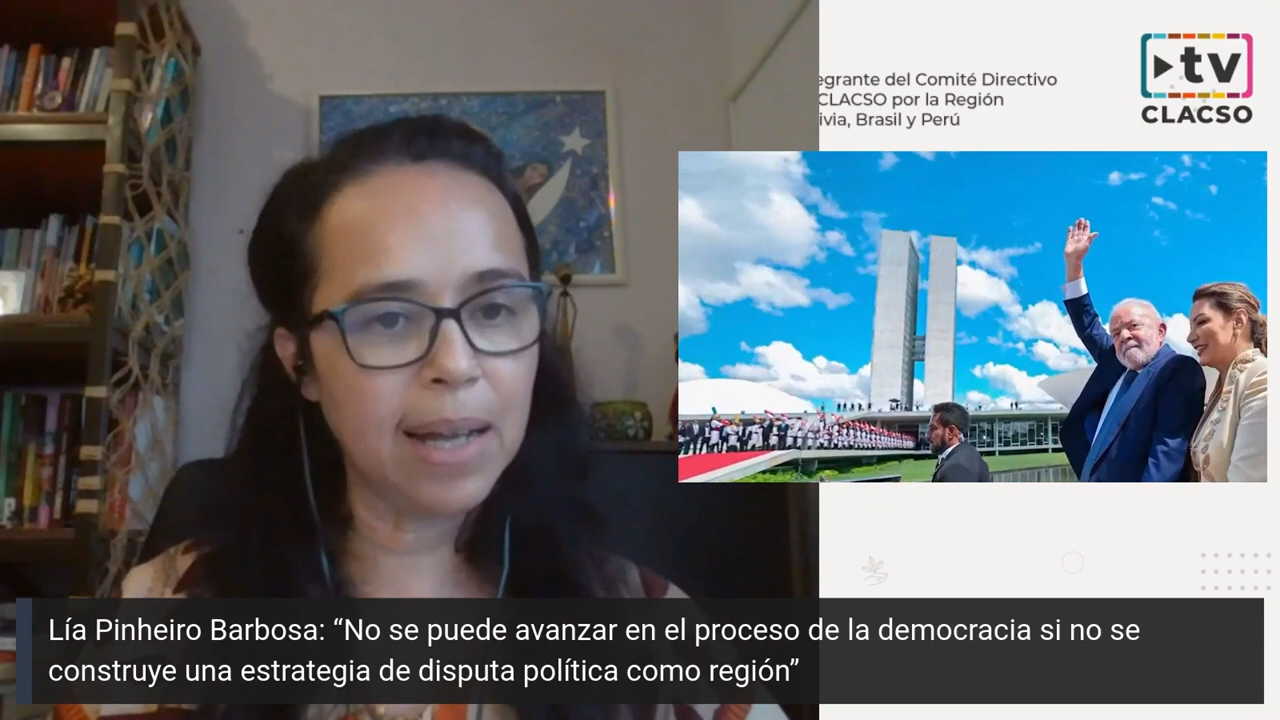 egrante del Comité Directivo
CLACSO por la Región
ivia, Brasil y Perú
tv
CLACSO
Lía Pinheiro Barbosa: “No se puede avanzar en el proceso de la democracia si no se
construye una estrategia de disputa política como región”